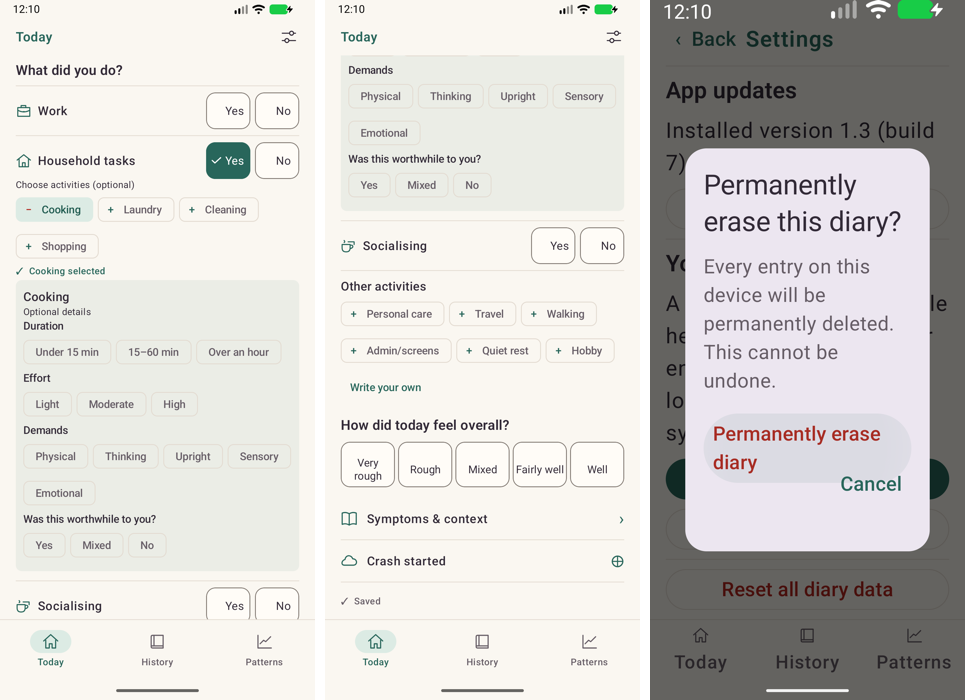 12:10
Today
What did you do?
Work
Yes
No
Household tasks
✓ Yes
No
Choose activities (optional)
− Cooking
+ Laundry
+ Cleaning
+ Shopping
✓ Cooking selected
Cooking
Optional details
Duration
Under 15 min
15–60 min
Over an hour
Effort
Light
Moderate
High
Demands
Physical
Thinking
Upright
Sensory
Emotional
Was this worthwhile to you?
Yes
Mixed
No
Socialising
Yes
No
Today
History
Patterns
12:10
Today
Demands
Physical
Thinking
Upright
Sensory
Emotional
Was this worthwhile to you?
Yes
Mixed
No
Socialising
Yes
No
Other activities
+ Personal care
+ Travel
+ Walking
+ Admin/screens
+ Quiet rest
+ Hobby
Write your own
How did today feel overall?
Very
rough
Rough
Mixed
Fairly well
Well
Symptoms & context
Crash started
✓ Saved
Today
History
Patterns
12:10
‹ Back Settings
App updates
Installed version 1.3 (build
7)
Permanently
erase this diary?
Every entry on this
device will be
permanently deleted.
This cannot be
undone.
Permanently erase
diary
Cancel
Reset all diary data
Today
History
Patterns